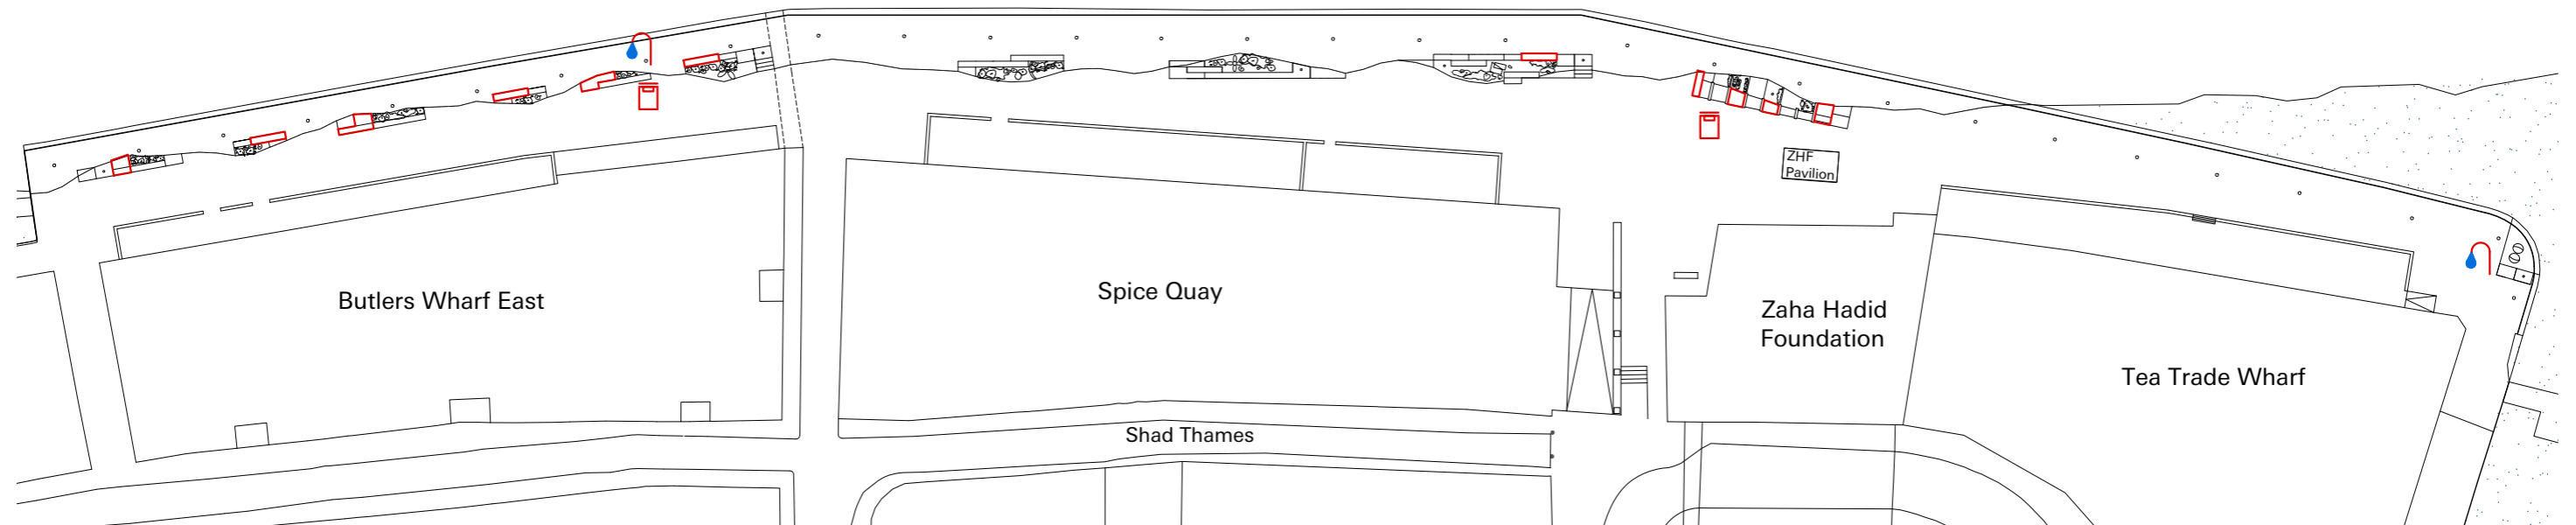 ZHF
Pavilion
Butlers Wharf East
Spice Quay
Zaha Hadid
Foundation
Tea Trade Wharf
Shad Thames